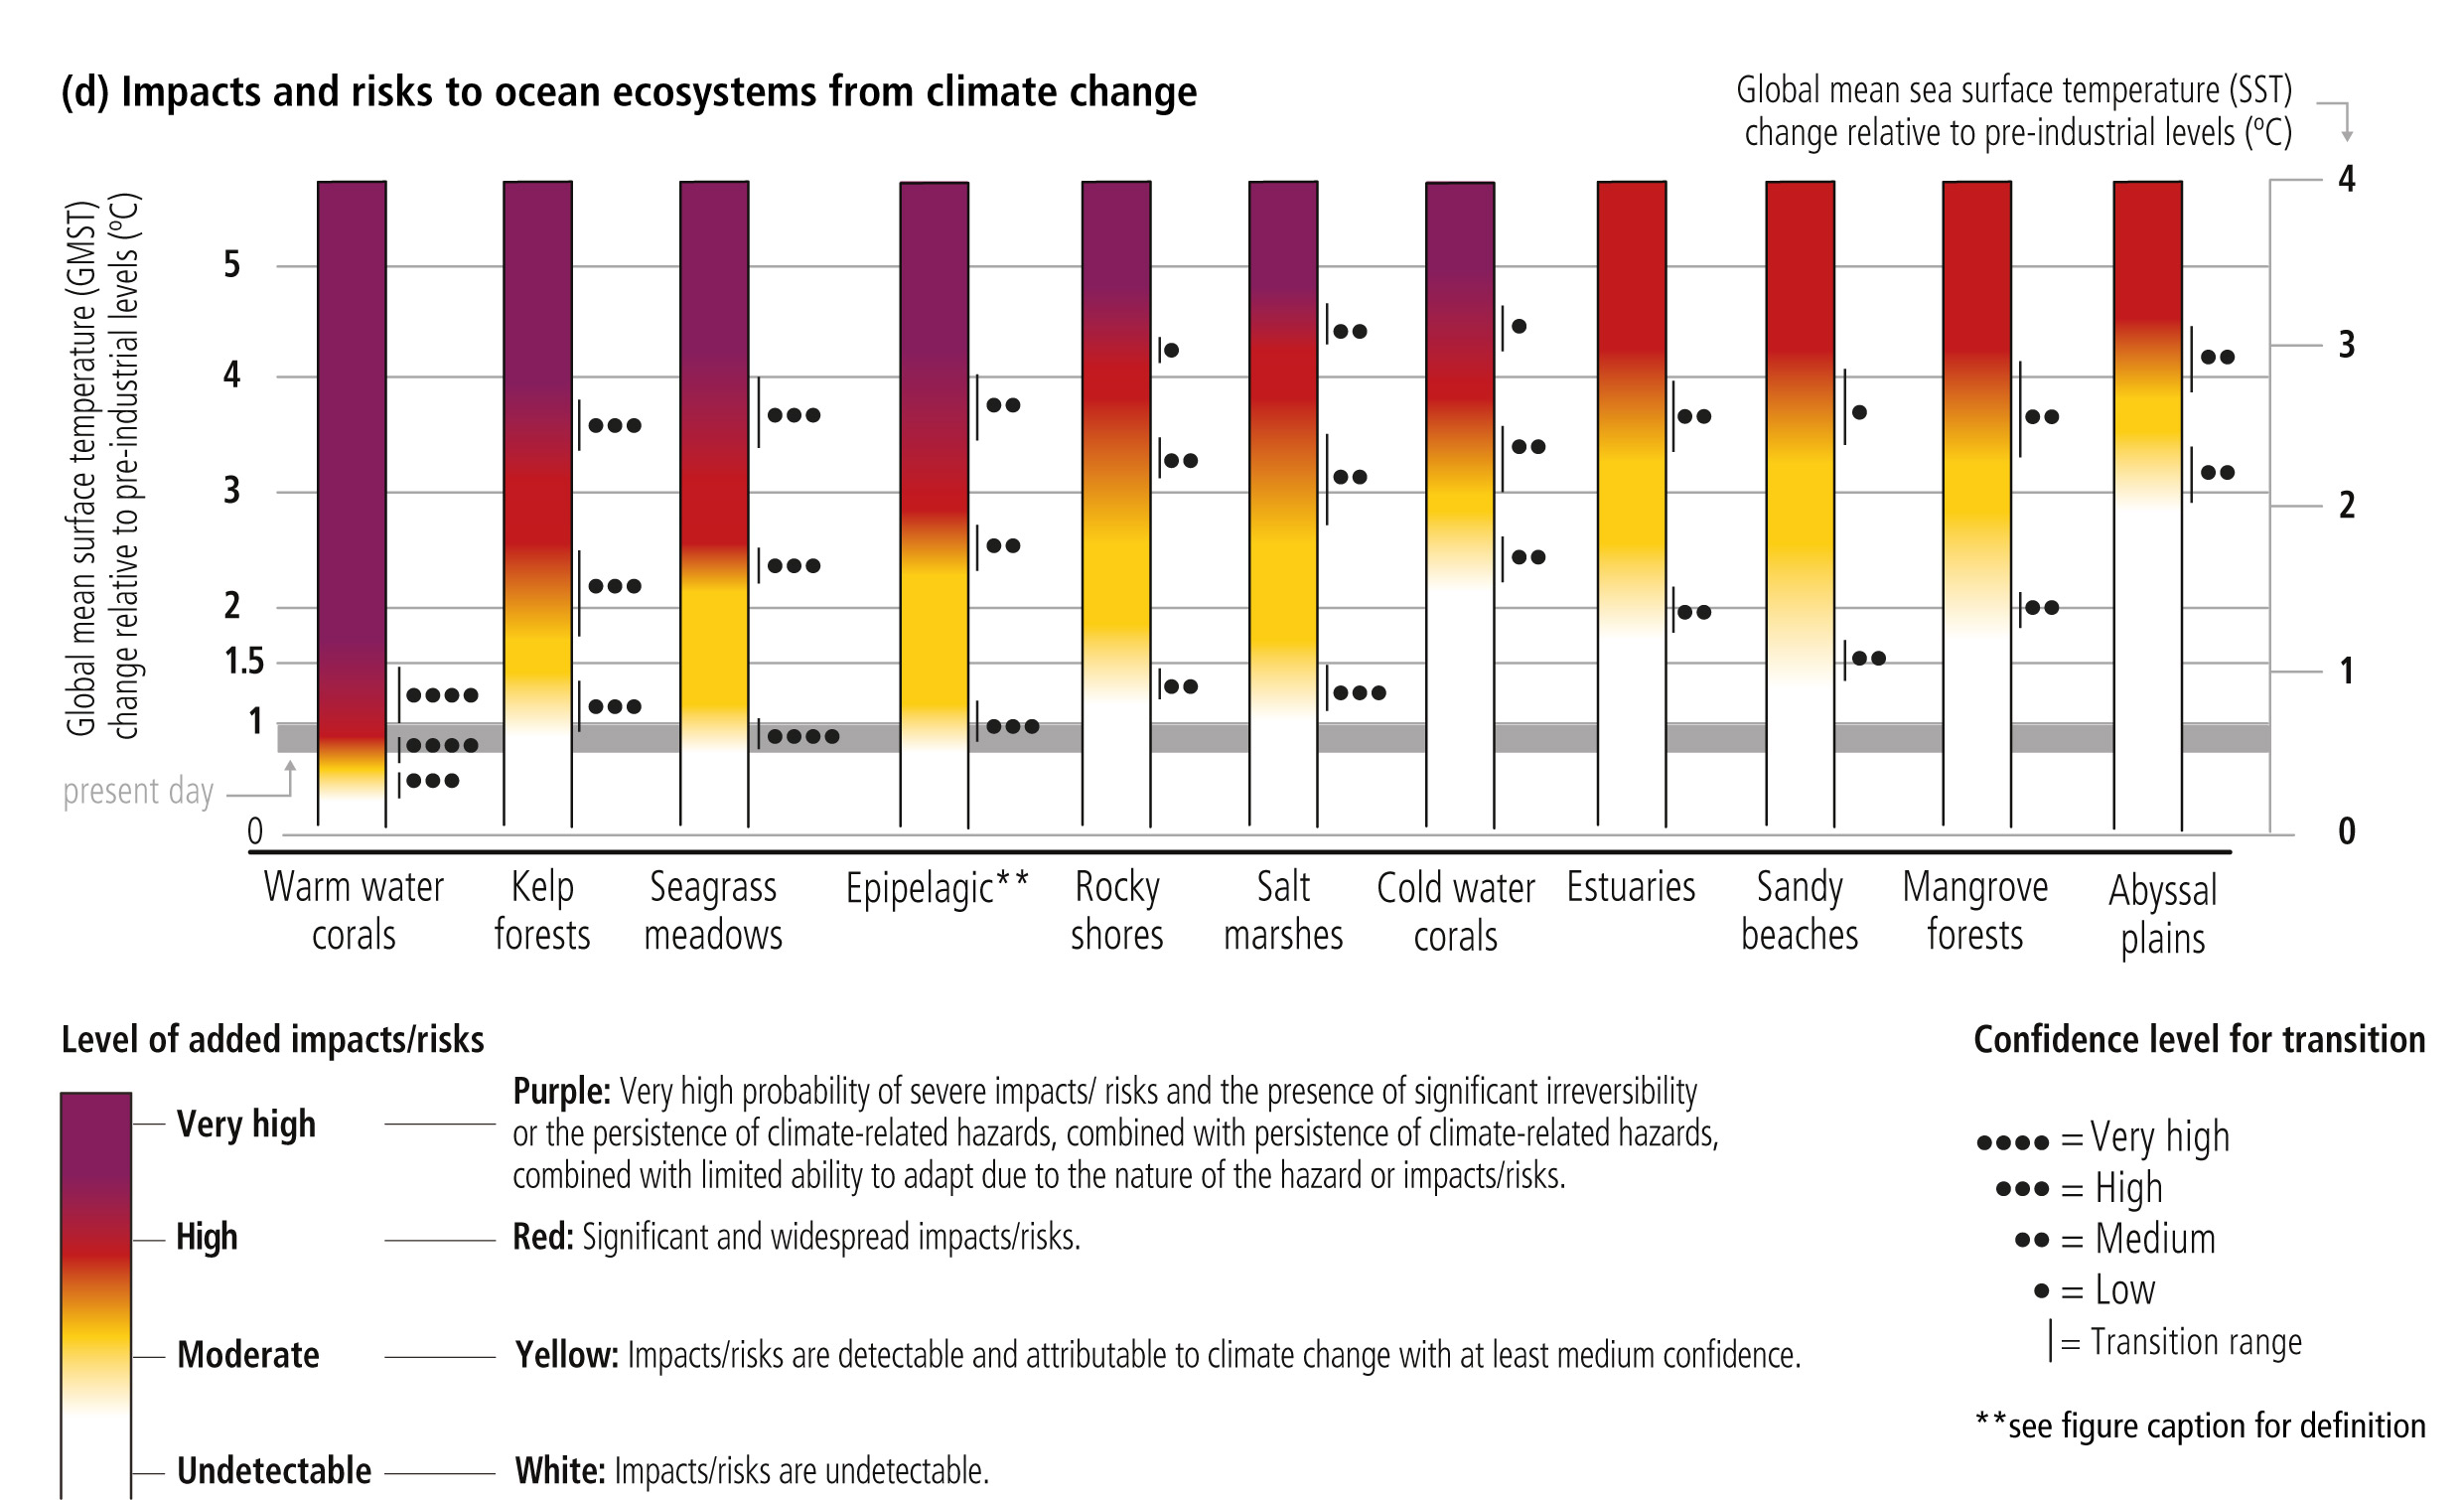 (d) Impacts and risks to ocean ecosystems from climate change
Global mean sea surface temperature (SST)
change relative to pre-industrial levels (ºC)
Global mean surface temperature (GMST)
change relative to pre-industrial levels (ºC)
5
4
3
2
1.5
1
0
present day
4
3
2
1
0
Warm water
corals
Kelp
forests
Seagrass
meadows
Epipelagic**
Rocky
shores
Salt
marshes
Cold water
corals
Estuaries
Sandy
beaches
Mangrove
forests
Abyssal
plains
Level of added impacts/risks
Very high
Purple: Very high probability of severe impacts/ risks and the presence of significant irreversibility
or the persistence of climate-related hazards, combined with persistence of climate-related hazards,
combined with limited ability to adapt due to the nature of the hazard or impacts/risks.
High
Red: Significant and widespread impacts/risks.
Moderate
Yellow: Impacts/risks are detectable and attributable to climate change with at least medium confidence.
Undetectable
White: Impacts/risks are undetectable.
Confidence level for transition
= Very high
= High
= Medium
= Low
= Transition range
**see figure caption for definition